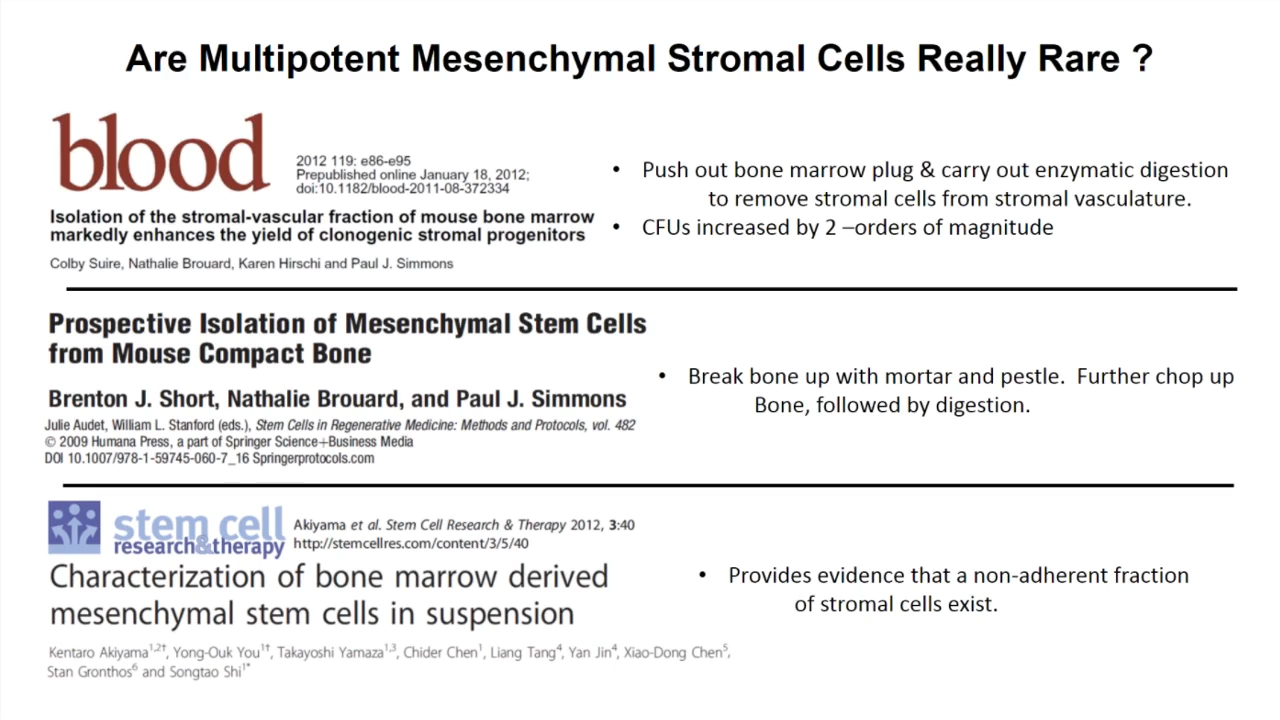 Are Multipotent Mesenchymal Stromal Cells Really Rare ?
blood
2012 119: e86-e95
Prepublished online January 18, 2012;
doi:10.1182/blood-2011-08-372334
Isolation of the stromal-vascular fraction of mouse bone marrow
markedly enhances the yield of clonogenic stromal progenitors
Colby Suire, Nathalie Brouard, Karen Hirschi and Paul J. Simmons
• Push out bone marrow plug & carry out enzymatic digestion
to remove stromal cells from stromal vasculature.
• CFUs increased by 2 –orders of magnitude
Prospective Isolation of Mesenchymal Stem Cells
from Mouse Compact Bone
Brenton J. Short, Nathalie Brouard, and Paul J. Simmons
Julie Audet, William L. Stanford (eds.), Stem Cells in Regenerative Medicine: Methods and Protocols, vol. 482
© 2009 Humana Press, a part of Springer Science+Business Media
DOI 10.1007/978-1-59745-060-7_16 Springerprotocols.com
• Break bone up with mortar and pestle. Further chop up
Bone, followed by digestion.
stem cell
research&therapy
Akiyama et al. Stem Cell Research & Therapy 2012, 3:40
http://stemcellres.com/content/3/5/40
Characterization of bone marrow derived
mesenchymal stem cells in suspension
Kentaro Akiyama1,2†, Yong-Ouk You1†, Takayoshi Yamaza1,3, Chider Chen1, Liang Tang4, Yan Jin4, Xiao-Dong Chen5,
Stan Gronthos6 and Songtao Shi1*
• Provides evidence that a non-adherent fraction
of stromal cells exist.